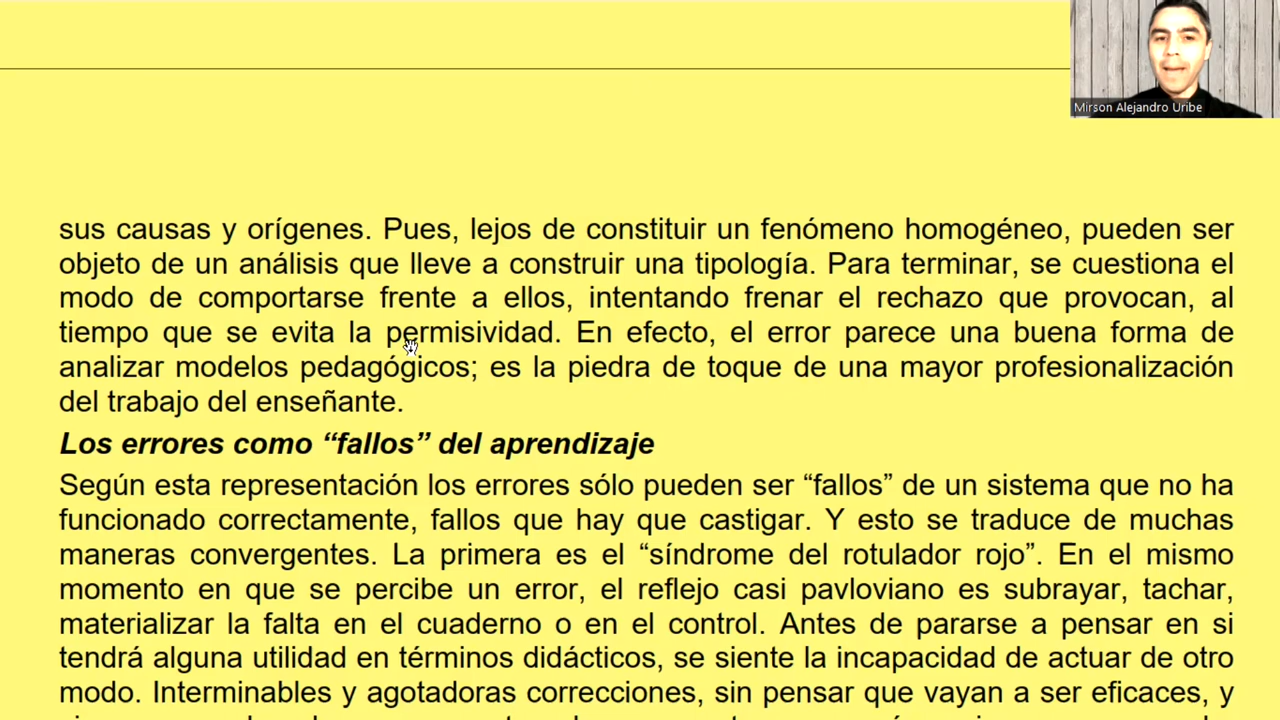 Mirson Alejandro Uribe
sus causas y orígenes. Pues, lejos de constituir un fenómeno homogéneo, pueden ser
objeto de un análisis que lleve a construir una tipología. Para terminar, se cuestiona el
modo de comportarse frente a ellos, intentando frenar el rechazo que provocan, al
tiempo que se evita la permisividad. En efecto, el error parece una buena forma de
analizar modelos pedagógicos; es la piedra de toque de una mayor profesionalización
del trabajo del enseñante.
Los errores como “fallos” del aprendizaje
Según esta representación los errores sólo pueden ser “fallos” de un sistema que no ha
funcionado correctamente, fallos que hay que castigar. Y esto se traduce de muchas
maneras convergentes. La primera es el “síndrome del rotulador rojo”. En el mismo
momento en que se percibe un error, el reflejo casi pavloviano es subrayar, tachar,
materializar la falta en el cuaderno o en el control. Antes de pararse a pensar en si
tendrá alguna utilidad en términos didácticos, se siente la incapacidad de actuar de otro
modo. Interminables y agotadoras correcciones, sin pensar que vayan a ser eficaces, y